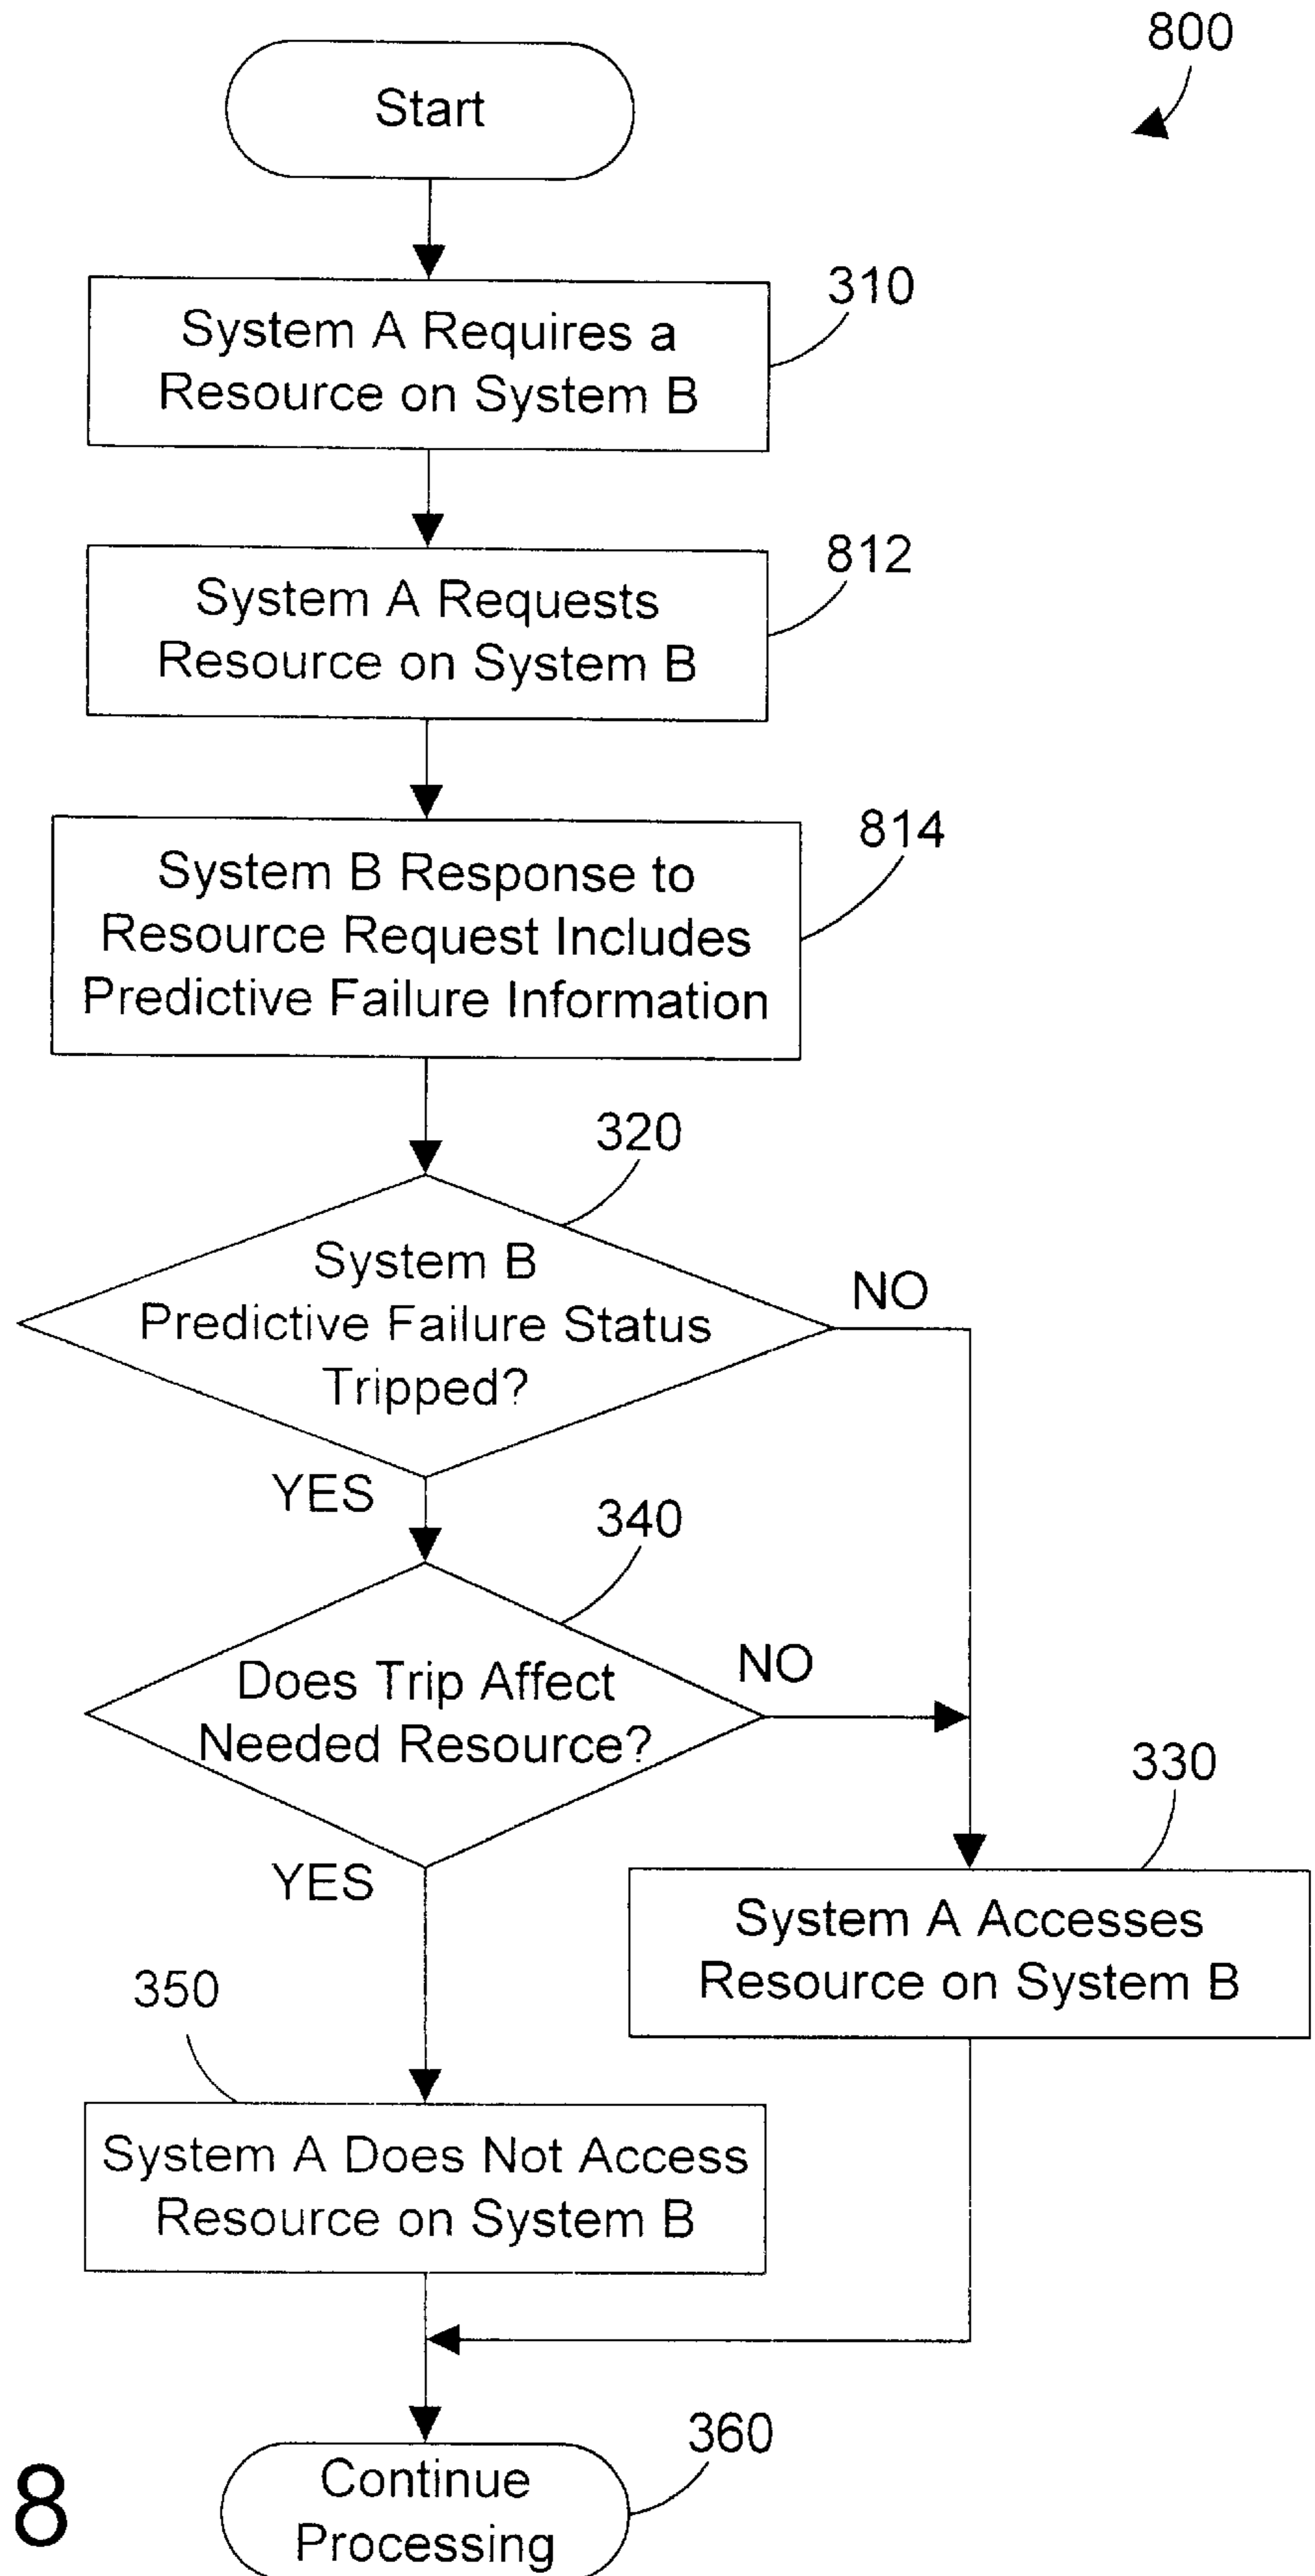 800
Start
310
System A Requires a
Resource on System B
812
System A Requests
Resource on System B
814
System B Response to
Resource Request Includes
Predictive Failure Information
320
System B
Predictive Failure Status
Tripped?
NO
YES
340
Does Trip Affect
Needed Resource?
NO
YES
330
System A Accesses
Resource on System B
350
System A Does Not Access
Resource on System B
360
Continue
Processing
8